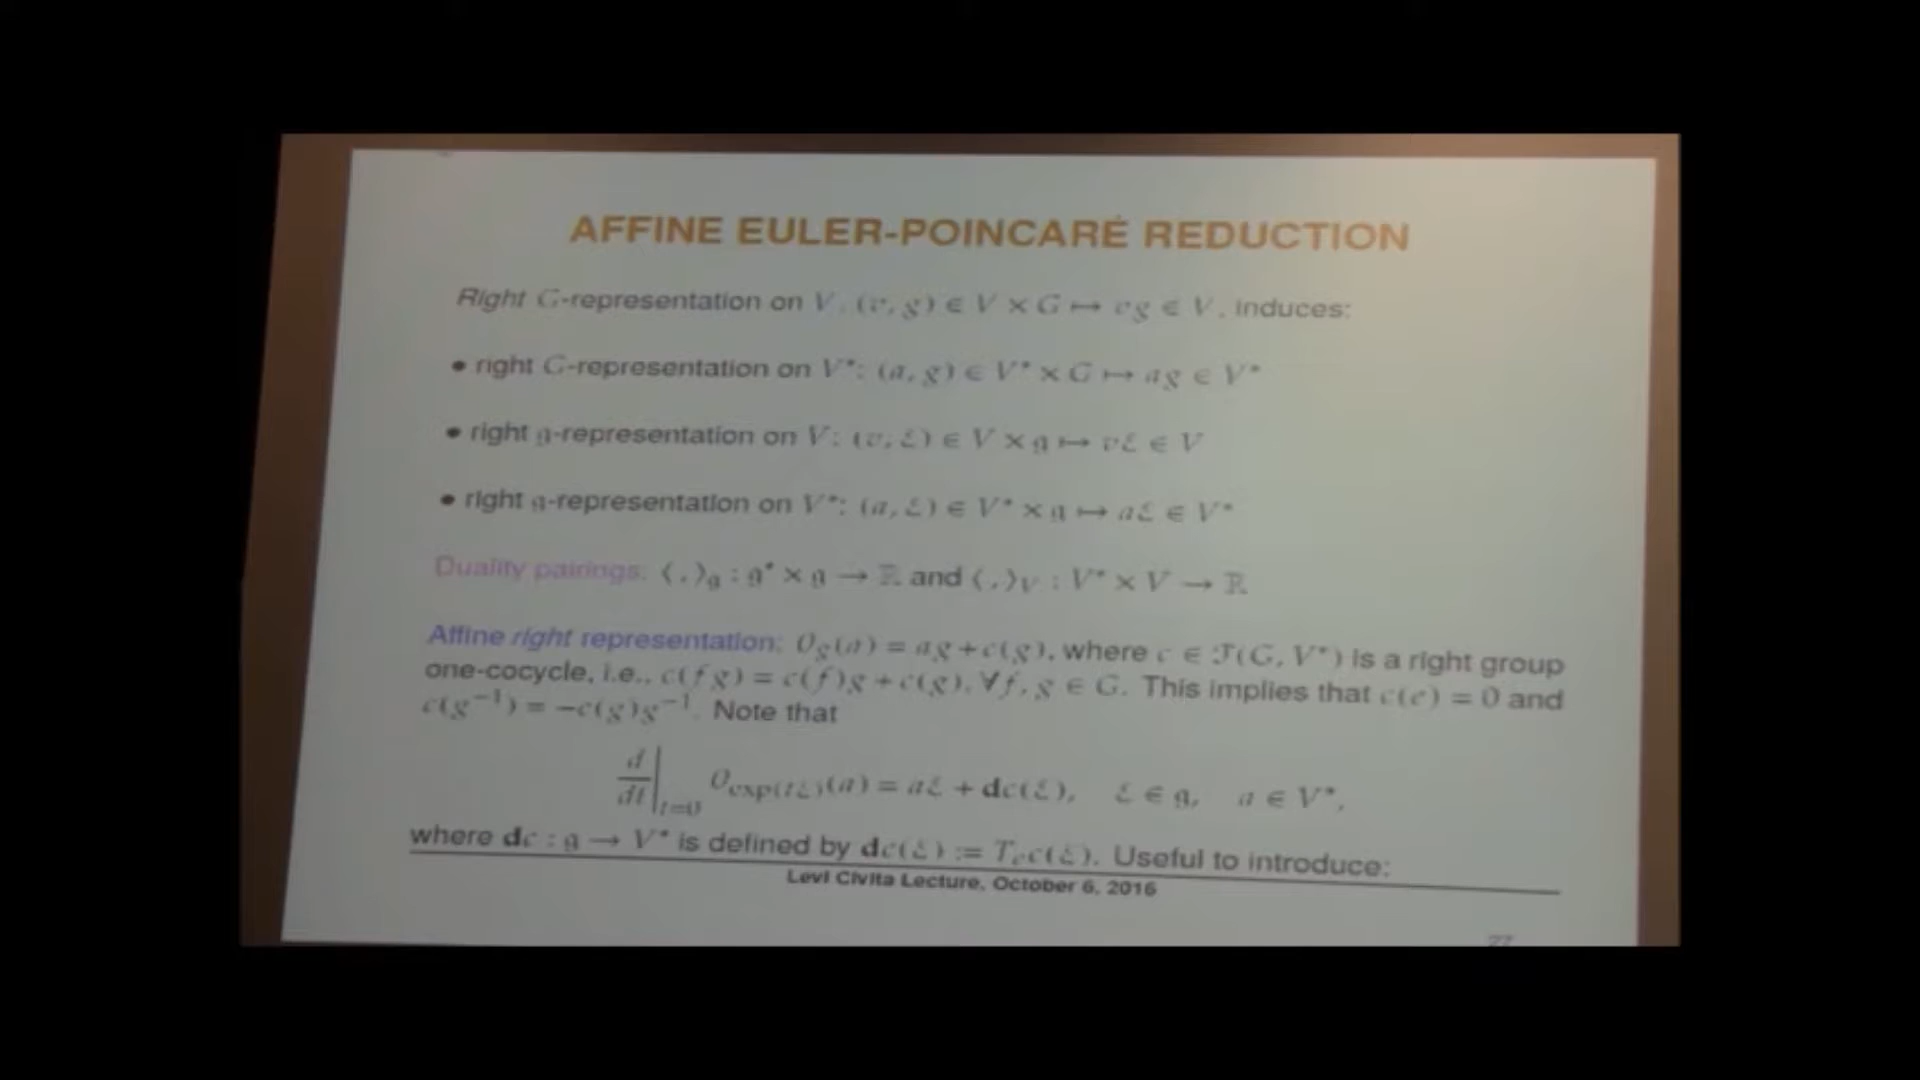 AFFINE EULER-POINCARÉ REDUCTION
Right G-representation on V, (v, g) ∈ V × G ↦ vg ∈ V, induces:
• right G-representation on V*: (a, g) ∈ V* × G ↦ ag ∈ V*
• right 𝔤-representation on V: (v, ξ) ∈ V × 𝔤 ↦ vξ ∈ V
• right 𝔤-representation on V*: (a, ξ) ∈ V* × 𝔤 ↦ aξ ∈ V*
Duality pairings: ⟨,⟩𝔤 : 𝔤* × 𝔤 → ℝ and ⟨,⟩V : V* × V → ℝ
Affine right representation: θg(a) = ag + c(g), where c ∈ ℱ(G, V*) is a right group
one-cocycle, i.e., c(fg) = c(f)g + c(g), ∀f, g ∈ G. This implies that c(e) = 0 and
c(g⁻¹) = −c(g)g⁻¹. Note that
d/dt|t=0 θexp(tξ)(a) = aξ + dc(ξ), ξ ∈ 𝔤, a ∈ V*,
where dc : 𝔤 → V* is defined by dc(ξ) := Tec(ξ). Useful to introduce:
Levi Civita Lecture, October 6, 2016
27